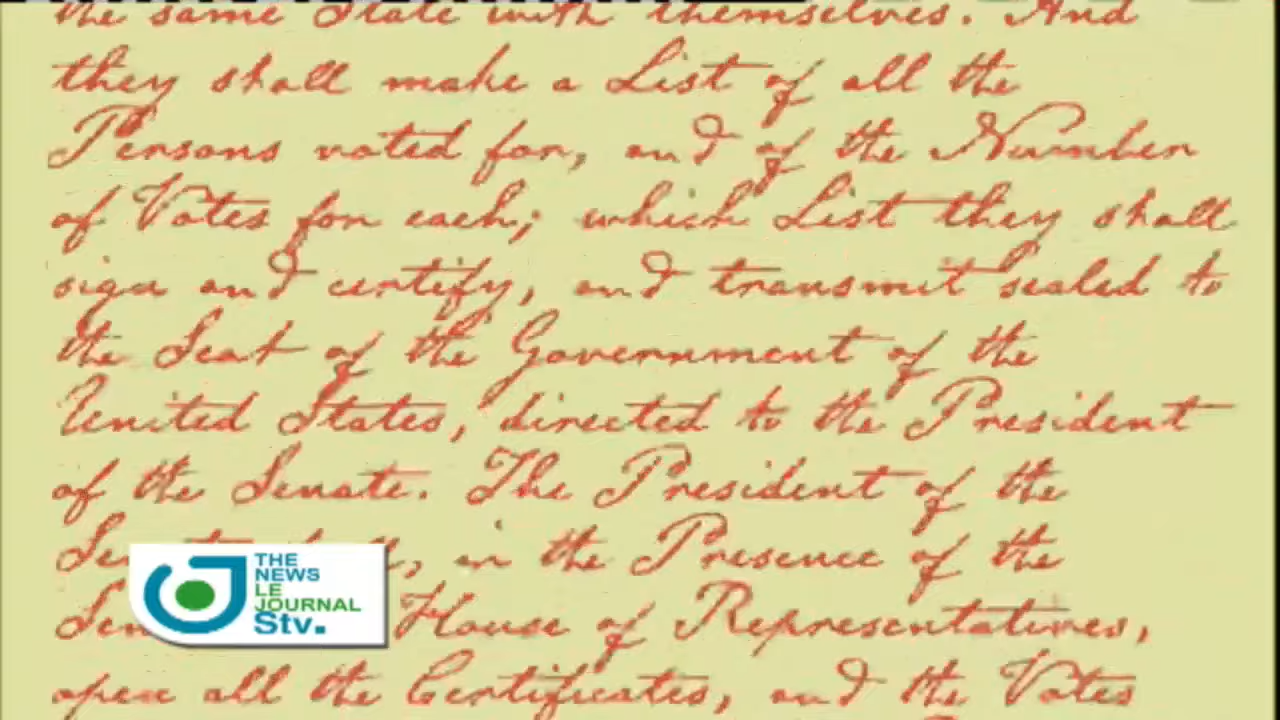 the same State with themselves. And
they shall make a List of all the
Persons voted for, and of the Number
of Votes for each; which List they shall
sign and certify, and transmit sealed to
the Seat of the Government of the
United States, directed to the President
of the Senate. The President of the
in the Presence of the
House of Representatives,
open all the Certificates, and the Votes
THE
NEWS
LE
JOURNAL
Stv.